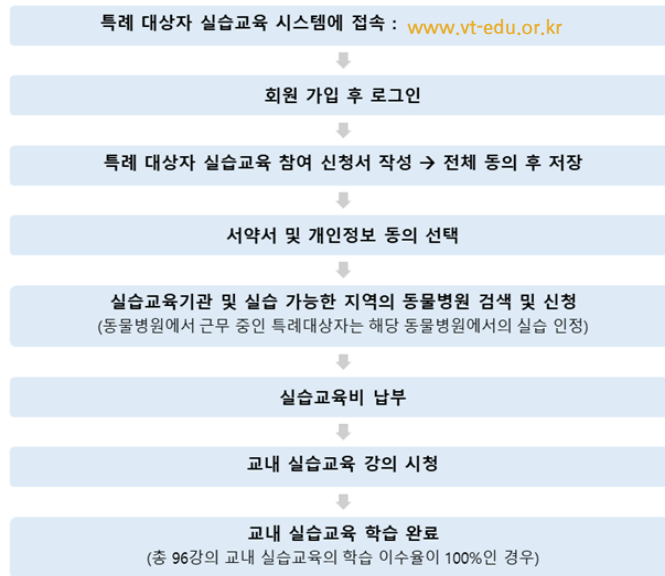 특례 대상자 실습교육 시스템에 접속 : www.vt-edu.or.kr
회원 가입 후 로그인
특례 대상자 실습교육 참여 신청서 작성 → 전체 동의 후 저장
서약서 및 개인정보 동의 선택
실습교육기관 및 실습 가능한 지역의 동물병원 검색 및 신청
(동물병원에서 근무 중인 특례대상자는 해당 동물병원에서의 실습 인정)
실습교육비 납부
교내 실습교육 강의 시청
교내 실습교육 학습 완료
(총 96강의 교내 실습교육의 학습 이수율이 100%인 경우)